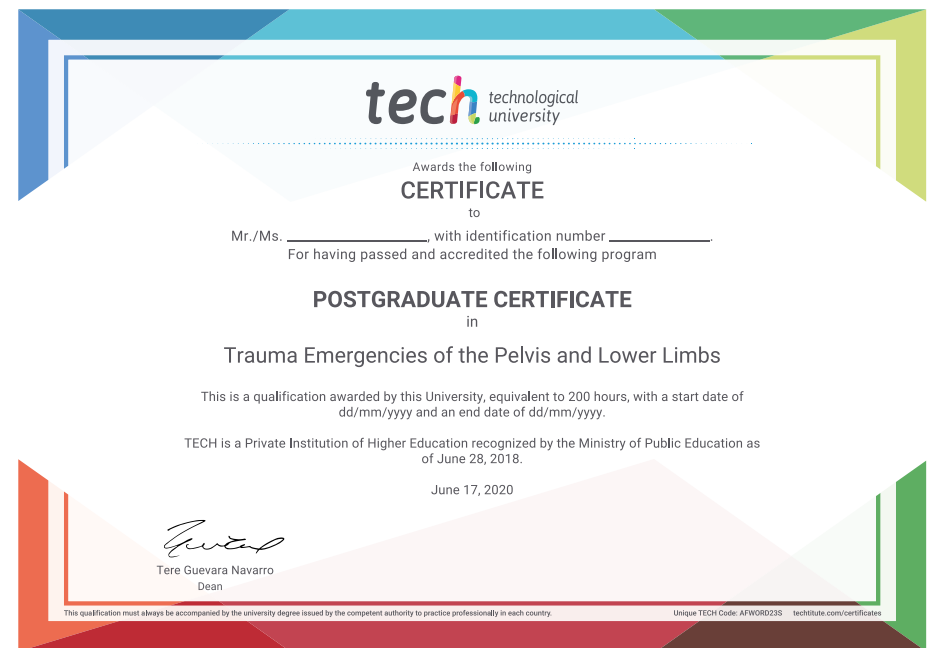 tech technological
university
Awards the following
CERTIFICATE
to
Mr./Ms. ____________________, with identification number ______________.
For having passed and accredited the following program
POSTGRADUATE CERTIFICATE
in
Trauma Emergencies of the Pelvis and Lower Limbs
This is a qualification awarded by this University, equivalent to 200 hours, with a start date of
dd/mm/yyyy and an end date of dd/mm/yyyy.
TECH is a Private Institution of Higher Education recognized by the Ministry of Public Education as
of June 28, 2018.
June 17, 2020
Tere Guevara Navarro
Dean
This qualification must always be accompanied by the university degree issued by the competent authority to practice professionally in each country. Unique TECH Code: AFWORD23S techtitute.com/certificates